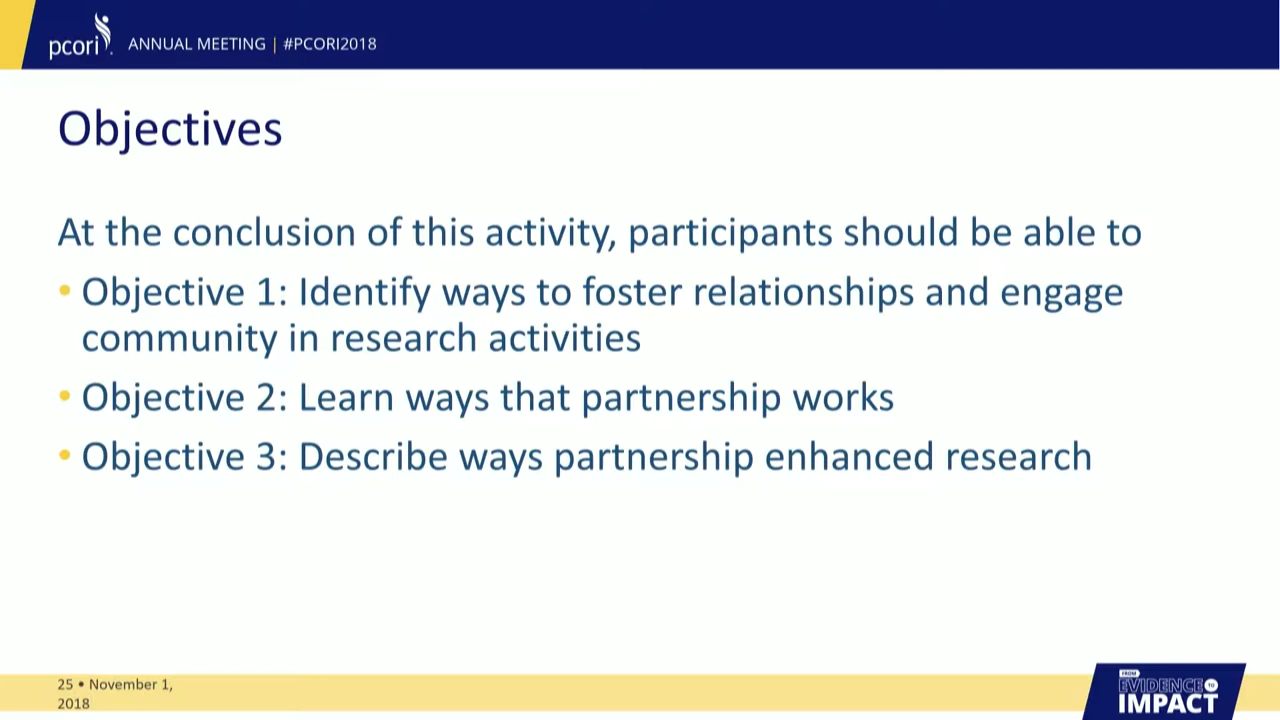 pcori
ANNUAL MEETING | #PCORI2018
Objectives
At the conclusion of this activity, participants should be able to
• Objective 1: Identify ways to foster relationships and engage
community in research activities
• Objective 2: Learn ways that partnership works
• Objective 3: Describe ways partnership enhanced research
25 • November 1,
2018
FROM
EVIDENCE TO
IMPACT